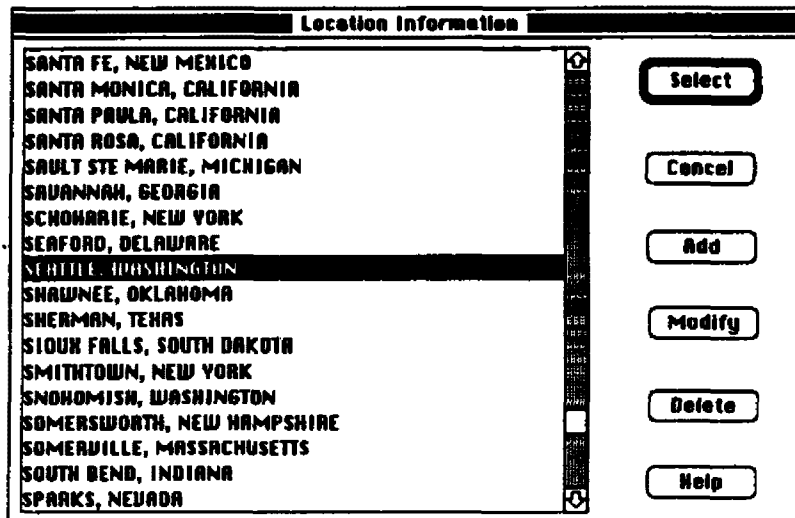 Location Information
SANTA FE, NEW MEXICO
SANTA MONICA, CALIFORNIA
SANTA PAULA, CALIFORNIA
SANTA ROSA, CALIFORNIA
SAULT STE MARIE, MICHIGAN
SAVANNAH, GEORGIA
SCHOHARIE, NEW YORK
SEAFORD, DELAWARE
SEATTLE, WASHINGTON
SHAWNEE, OKLAHOMA
SHERMAN, TEXAS
SIOUX FALLS, SOUTH DAKOTA
SMITHTOWN, NEW YORK
SNOHOMISH, WASHINGTON
SOMERSWORTH, NEW HAMPSHIRE
SOMERVILLE, MASSACHUSETTS
SOUTH BEND, INDIANA
SPARKS, NEVADA
Select
Cancel
Add
Modify
Delete
Help